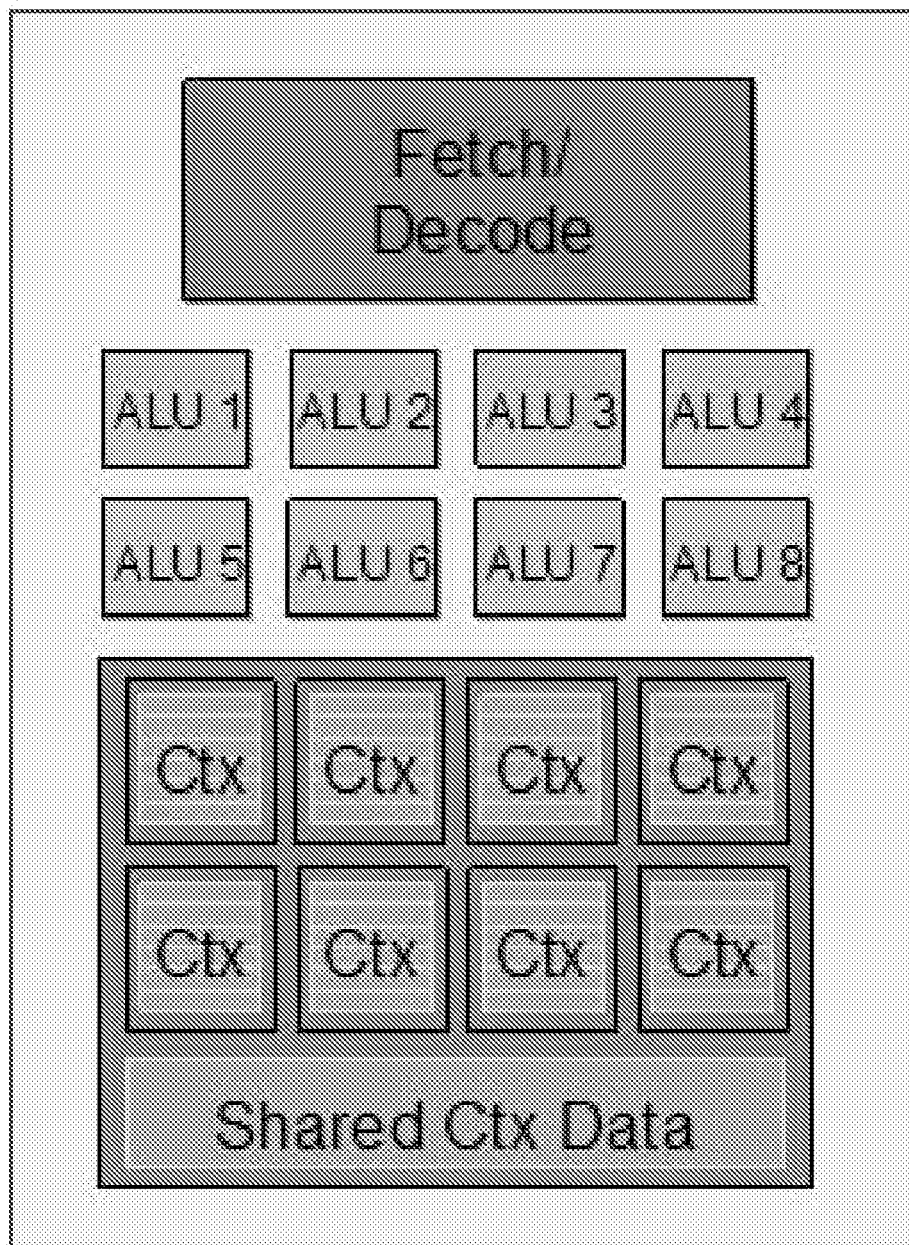 Fetch/
Decode
ALU 1 ALU 2 ALU 3 ALU 4
ALU 5 ALU 6 ALU 7 ALU 8
Ctx Ctx Ctx Ctx
Ctx Ctx Ctx Ctx
Shared Ctx Data